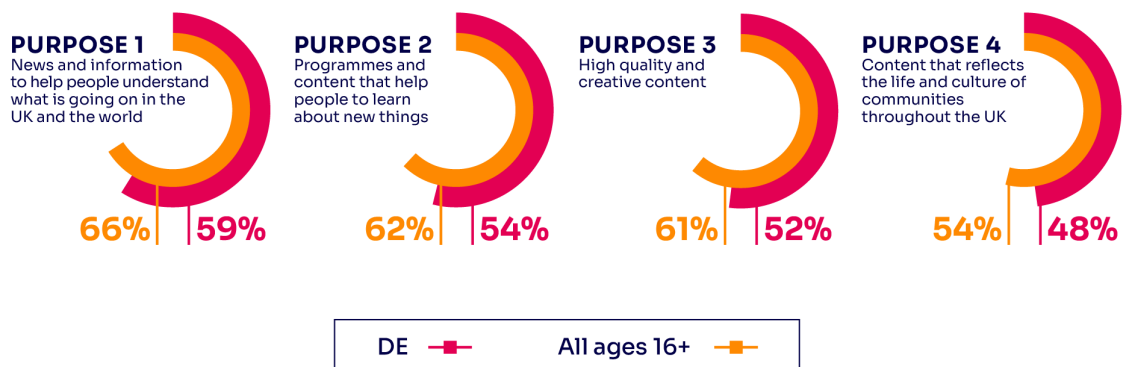 PURPOSE 1
News and information
to help people understand
what is going on in the
UK and the world
66%
59%
PURPOSE 2
Programmes and
content that help
people to learn
about new things
62%
54%
PURPOSE 3
High quality and
creative content
61%
52%
PURPOSE 4
Content that reflects
the life and culture of
communities
throughout the UK
54%
48%
DE
All ages 16+